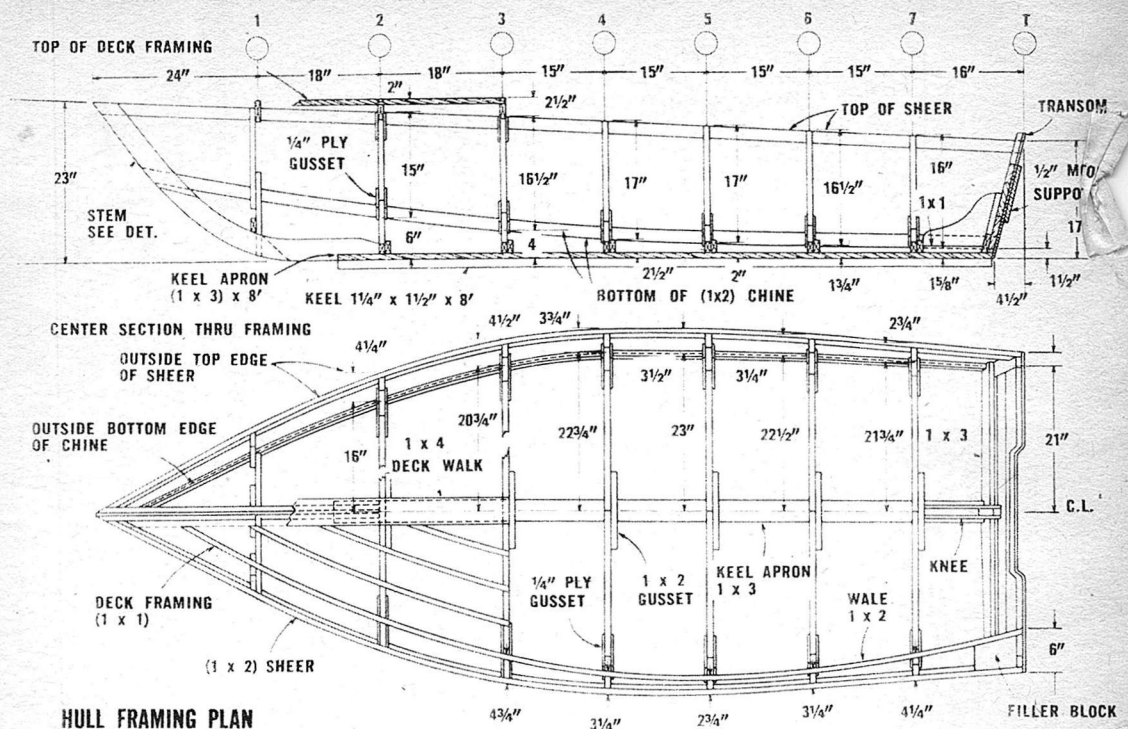 1 2 3 4 5 6 7 T
TOP OF DECK FRAMING
24" 18" 18" 15" 15" 15" 15" 16"
2"
2½"
TOP OF SHEER
TRANSOM
¼" PLY
GUSSET
23"
15"
16½"
17"
17"
16½"
16"
½"
1x1
STEM
SEE DET.
6"
4
17
KEEL APRON
(1 x 3) x 8'
KEEL 1¼" x 1½" x 8'
2½"
2"
BOTTOM OF (1x2) CHINE
1¾"
1⅝"
4½"
1½"
CENTER SECTION THRU FRAMING
OUTSIDE TOP EDGE
OF SHEER
4¼"
4½"
3¾"
2¾"
3½"
3¼"
OUTSIDE BOTTOM EDGE
OF CHINE
16"
20¾"
22¾"
23"
22½"
21¾"
1 x 3
21"
1 x 4
DECK WALK
C.L.
DECK FRAMING
(1 x 1)
¼" PLY
GUSSET
1 x 2
GUSSET
KEEL APRON
1 x 3
KNEE
WALE
1 x 2
(1 x 2) SHEER
6"
FILLER BLOCK
HULL FRAMING PLAN
4¾"
3¼"
2¾"
3¼"
4¼"